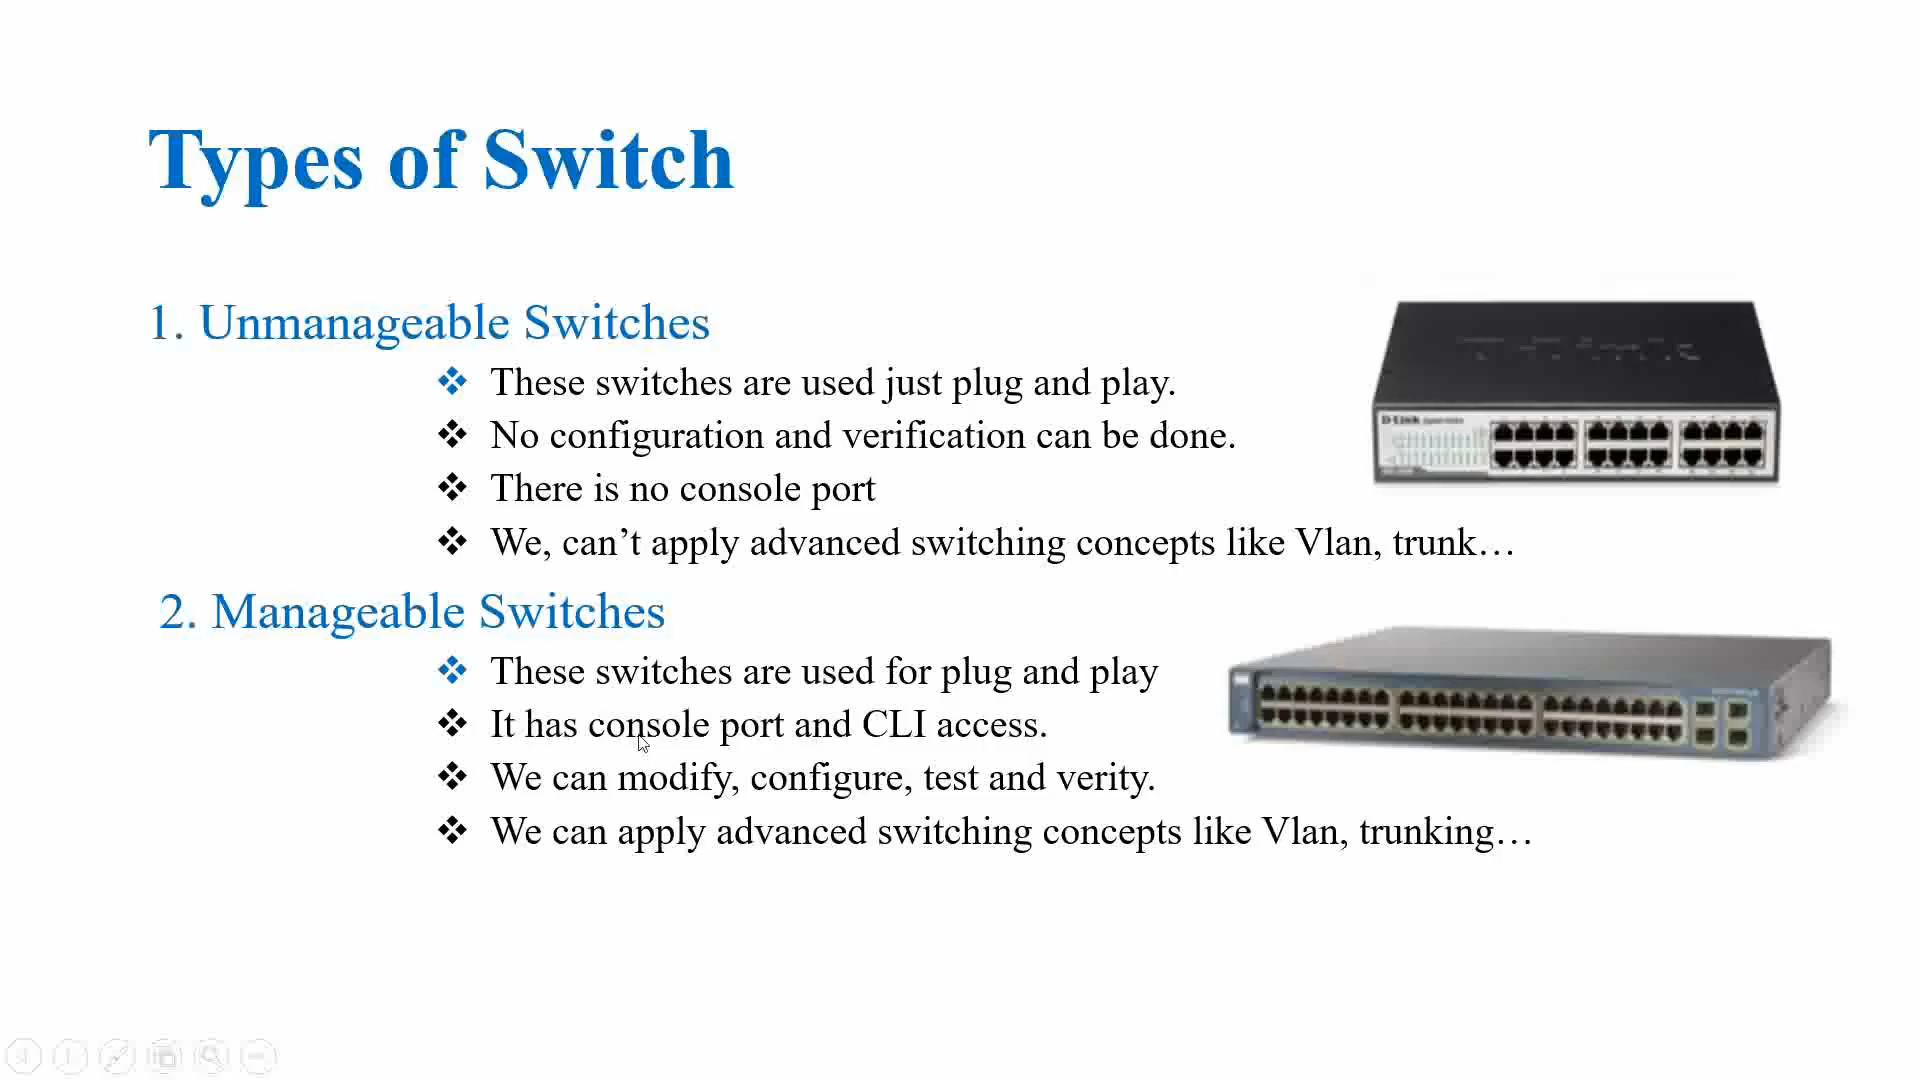 Types of Switch
1. Unmanageable Switches
❖ These switches are used just plug and play.
❖ No configuration and verification can be done.
❖ There is no console port
❖ We, can’t apply advanced switching concepts like Vlan, trunk…
2. Manageable Switches
❖ These switches are used for plug and play
❖ It has console port and CLI access.
❖ We can modify, configure, test and verity.
❖ We can apply advanced switching concepts like Vlan, trunking…
D-Link